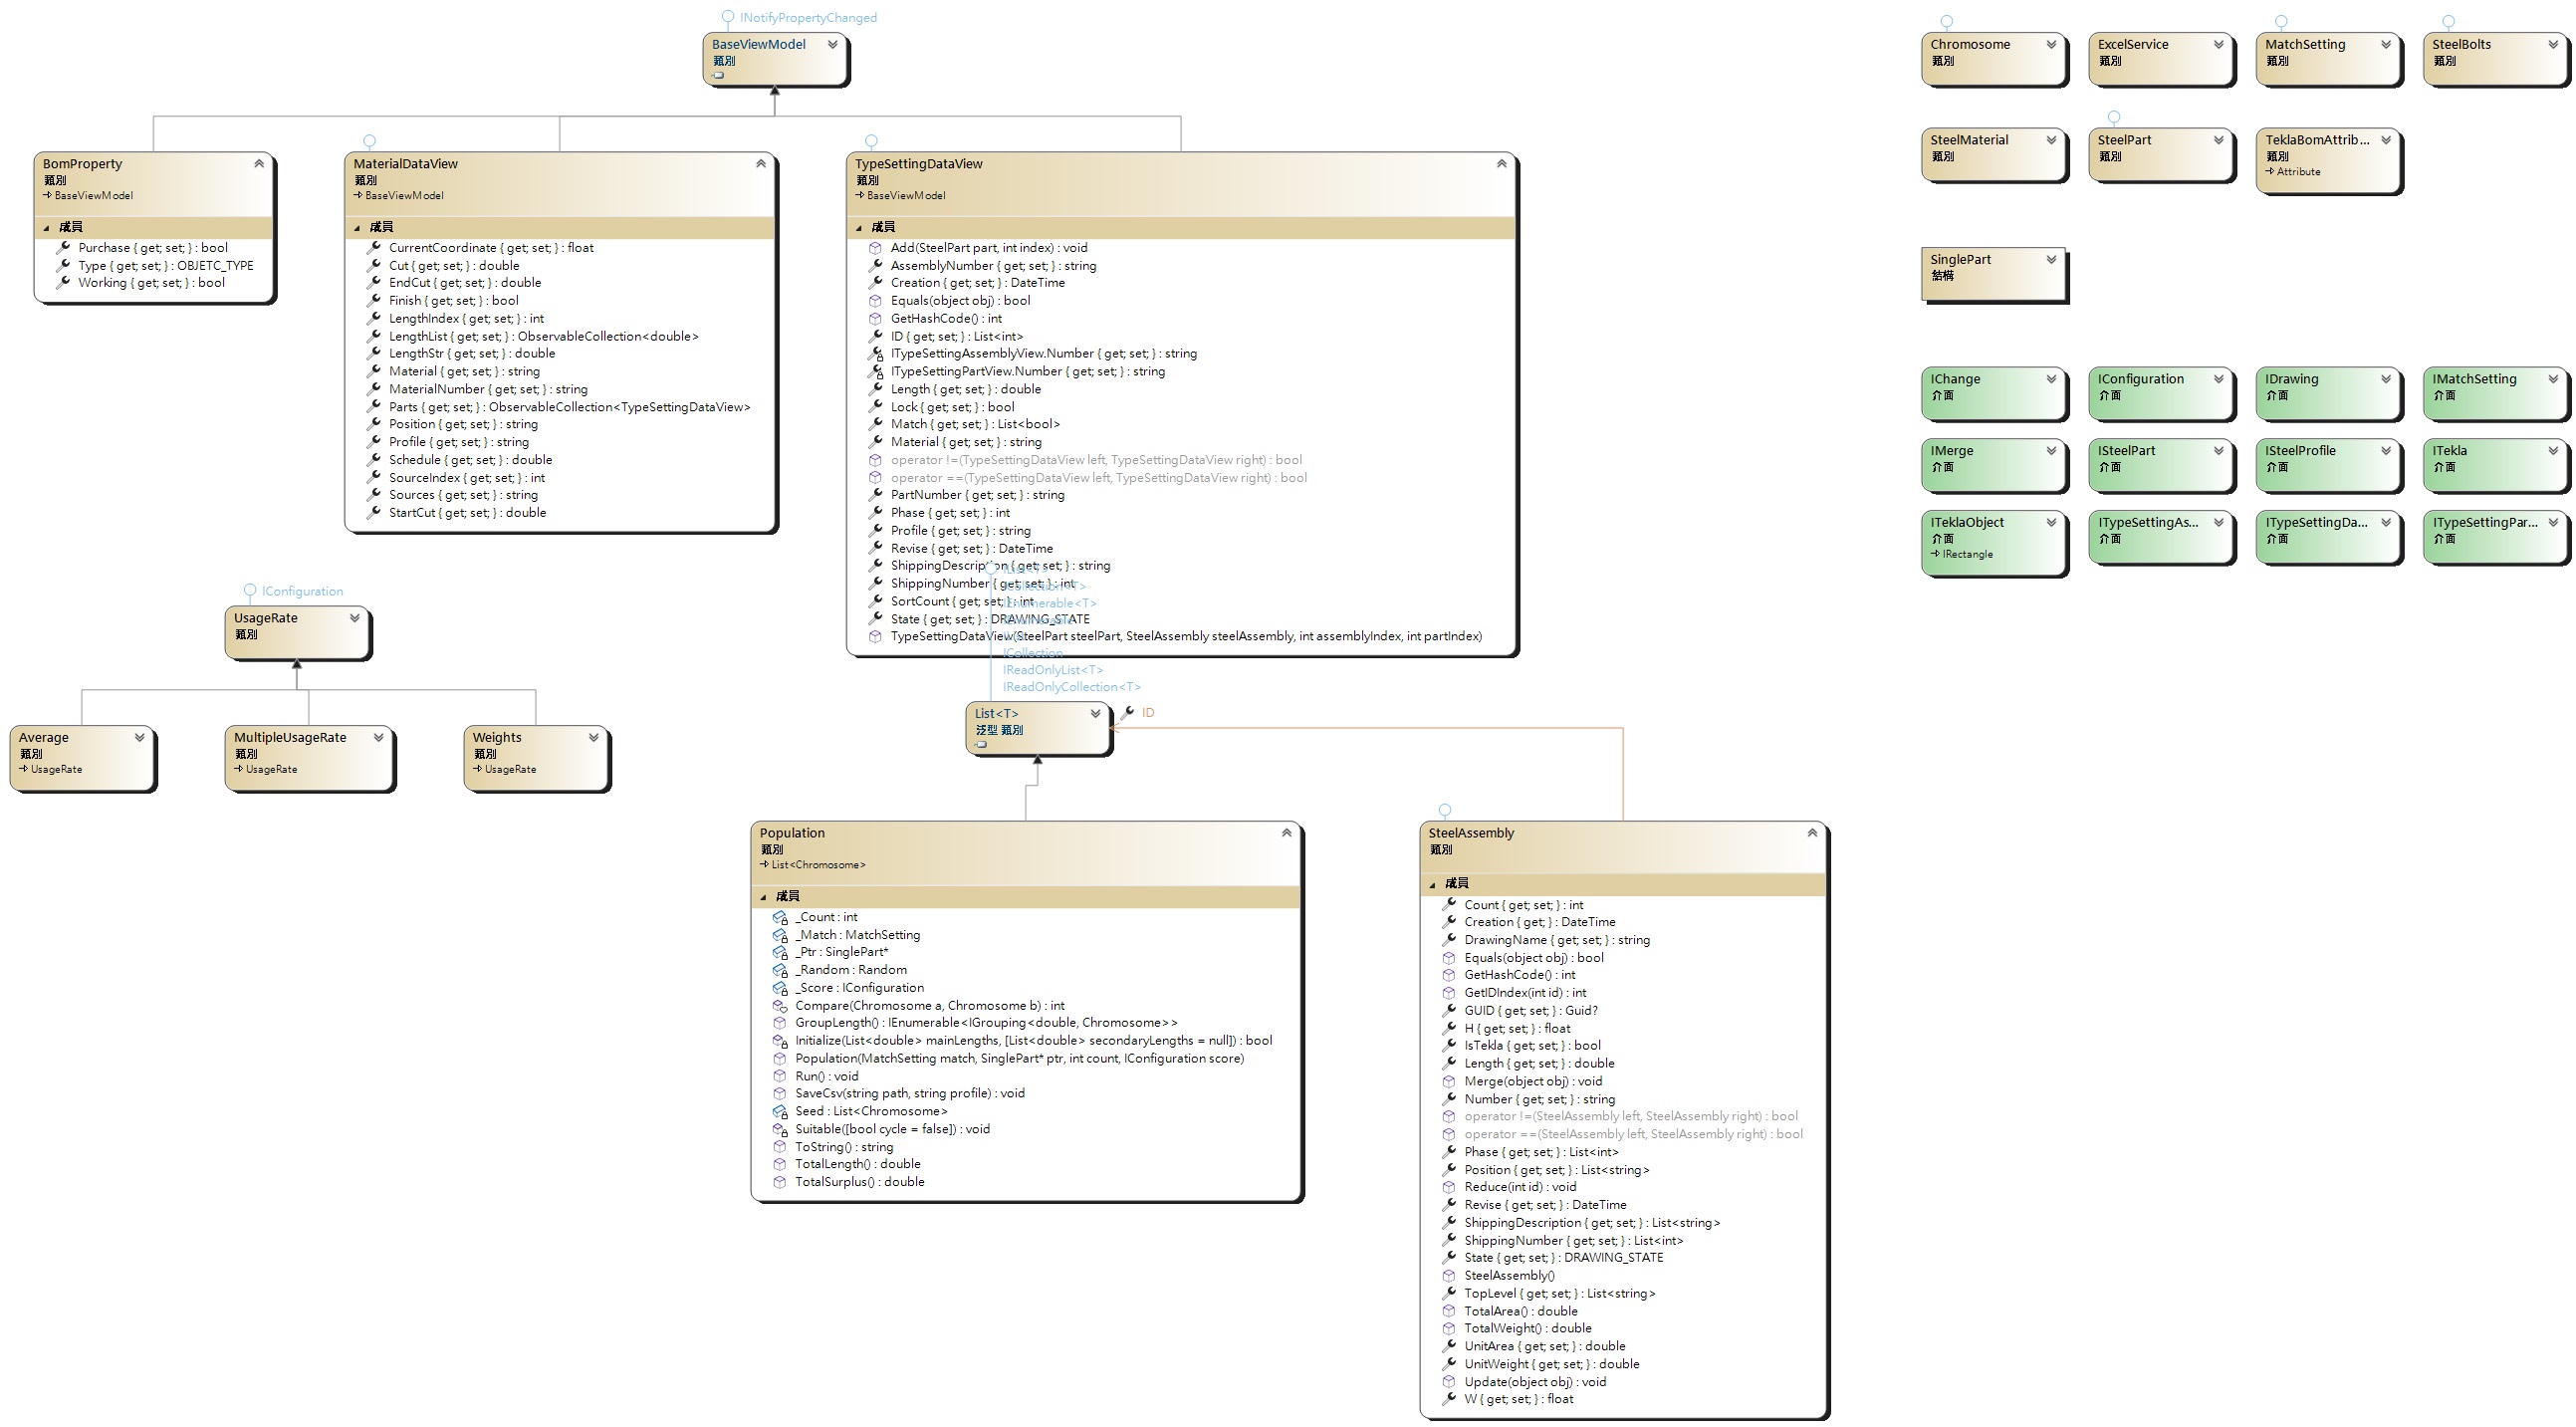 INotifyPropertyChanged
BaseViewModel
類別
BomProperty
類別
BaseViewModel
成員
Purchase { get; set; } : bool
Type { get; set; } : OBJETC_TYPE
Working { get; set; } : bool
MaterialDataView
類別
BaseViewModel
成員
CurrentCoordinate { get; set; } : float
Cut { get; set; } : double
EndCut { get; set; } : double
Finish { get; set; } : bool
LengthIndex { get; set; } : int
LengthList { get; set; } : ObservableCollection<double>
LengthStr { get; set; } : double
Material { get; set; } : string
MaterialNumber { get; set; } : string
Parts { get; set; } : ObservableCollection<TypeSettingDataView>
Position { get; set; } : string
Profile { get; set; } : string
Schedule { get; set; } : double
SourceIndex { get; set; } : int
Sources { get; set; } : string
StartCut { get; set; } : double
TypeSettingDataView
類別
BaseViewModel
成員
Add(SteelPart part, int index) : void
AssemblyNumber { get; set; } : string
Creation { get; set; } : DateTime
Equals(object obj) : bool
GetHashCode() : int
ID { get; set; } : List<int>
ITypeSettingAssemblyView.Number { get; set; } : string
ITypeSettingPartView.Number { get; set; } : string
Length { get; set; } : double
Lock { get; set; } : bool
Match { get; set; } : List<bool>
Material { get; set; } : string
operator !=(TypeSettingDataView left, TypeSettingDataView right) : bool
operator ==(TypeSettingDataView left, TypeSettingDataView right) : bool
PartNumber { get; set; } : string
Phase { get; set; } : int
Profile { get; set; } : string
Revise { get; set; } : DateTime
ShippingDescription { get; set; } : string
ShippingNumber { get; set; } : int
SortCount { get; set; } : int
State { get; set; } : DRAWING_STATE
TypeSettingDataView(SteelPart steelPart, SteelAssembly steelAssembly, int assemblyIndex, int partIndex)
IEnumerable<T>
ICollection
IReadOnlyList<T>
IReadOnlyCollection<T>
List<T>
泛型 類別
ID
IConfiguration
UsageRate
類別
Average
類別
UsageRate
MultipleUsageRate
類別
UsageRate
Weights
類別
UsageRate
Population
類別
List<Chromosome>
成員
_Count : int
_Match : MatchSetting
_Ptr : SinglePart*
_Random : Random
_Score : IConfiguration
Compare(Chromosome a, Chromosome b) : int
GroupLength() : IEnumerable<IGrouping<double, Chromosome>>
Initialize(List<double> mainLengths, [List<double> secondaryLengths = null]) : bool
Population(MatchSetting match, SinglePart* ptr, int count, IConfiguration score)
Run() : void
SaveCsv(string path, string profile) : void
Seed : List<Chromosome>
Suitable([bool cycle = false]) : void
ToString() : string
TotalLength() : double
TotalSurplus() : double
SteelAssembly
類別
成員
Count { get; set; } : int
Creation { get; } : DateTime
DrawingName { get; set; } : string
Equals(object obj) : bool
GetHashCode() : int
GetIDIndex(int id) : int
GUID { get; set; } : Guid?
H { get; set; } : float
IsTekla { get; set; } : bool
Length { get; set; } : double
Merge(object obj) : void
Number { get; set; } : string
operator !=(SteelAssembly left, SteelAssembly right) : bool
operator ==(SteelAssembly left, SteelAssembly right) : bool
Phase { get; set; } : List<int>
Position { get; set; } : List<string>
Reduce(int id) : void
Revise { get; set; } : DateTime
ShippingDescription { get; set; } : List<string>
ShippingNumber { get; set; } : List<int>
State { get; set; } : DRAWING_STATE
SteelAssembly()
TopLevel { get; set; } : List<string>
TotalArea() : double
TotalWeight() : double
UnitArea { get; set; } : double
UnitWeight { get; set; } : double
Update(object obj) : void
W { get; set; } : float
Chromosome
類別
ExcelService
類別
MatchSetting
類別
SteelBolts
類別
SteelMaterial
類別
SteelPart
類別
TeklaBomAttrib...
類別
Attribute
SinglePart
結構
IChange
介面
IConfiguration
介面
IDrawing
介面
IMatchSetting
介面
IMerge
介面
ISteelPart
介面
ISteelProfile
介面
ITekla
介面
ITeklaObject
介面
IRectangle
ITypeSettingAs...
介面
ITypeSettingDa...
介面
ITypeSettingPar...
介面